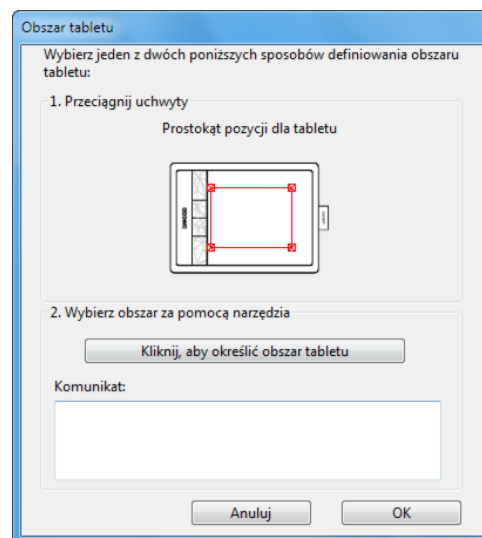 Obszar tabletu
Wybierz jeden z dwóch poniższych sposobów definiowania obszaru
tabletu:
1. Przeciągnij uchwyty
Prostokąt pozycji dla tabletu
2. Wybierz obszar za pomocą narzędzia
Kliknij, aby określić obszar tabletu
Komunikat:
Anuluj
OK